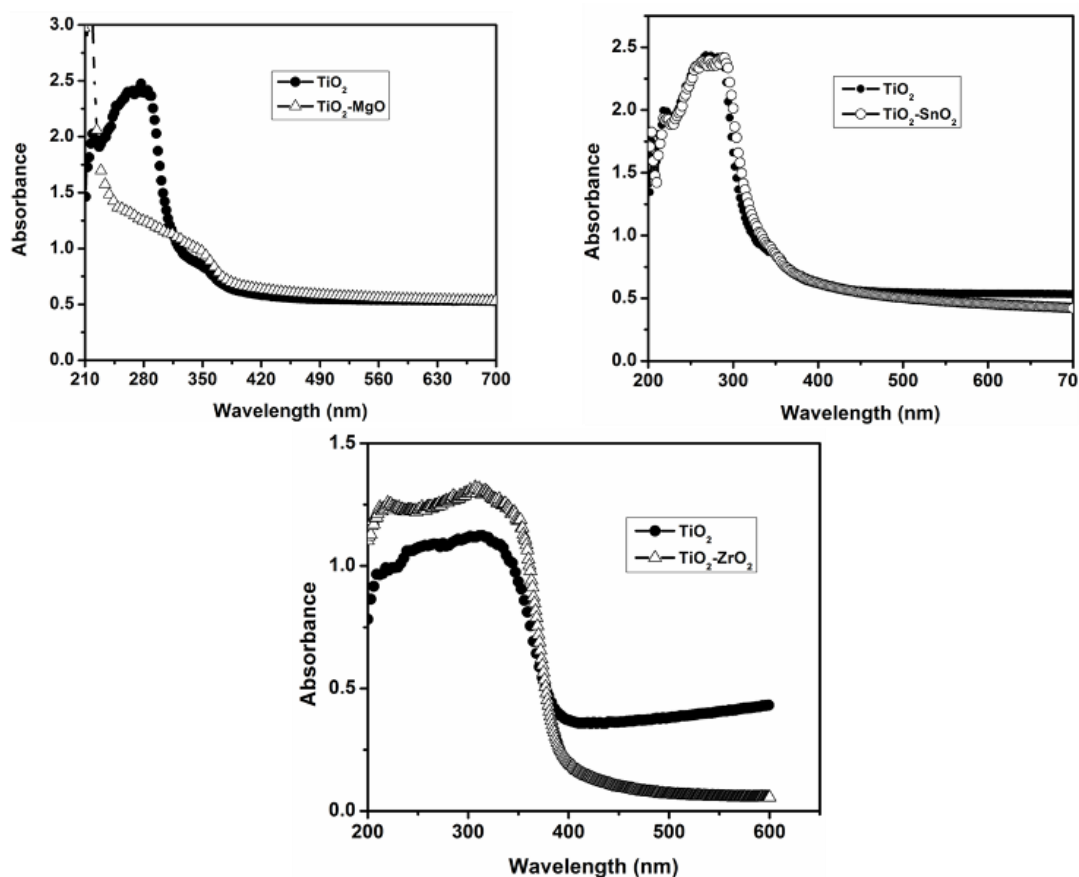 3.0
2.5
2.0
1.5
1.0
0.5
0.0
Absorbance
TiO₂
TiO₂-MgO
210 280 350 420 490 560 630 700
Wavelength (nm)
2.5
2.0
1.5
1.0
0.5
0.0
Absorbance
TiO₂
TiO₂-SnO₂
200 300 400 500 600 70
Wavelength (nm)
1.5
1.0
0.5
0.0
Absorbance
TiO₂
TiO₂-ZrO₂
200 300 400 500 600
Wavelength (nm)